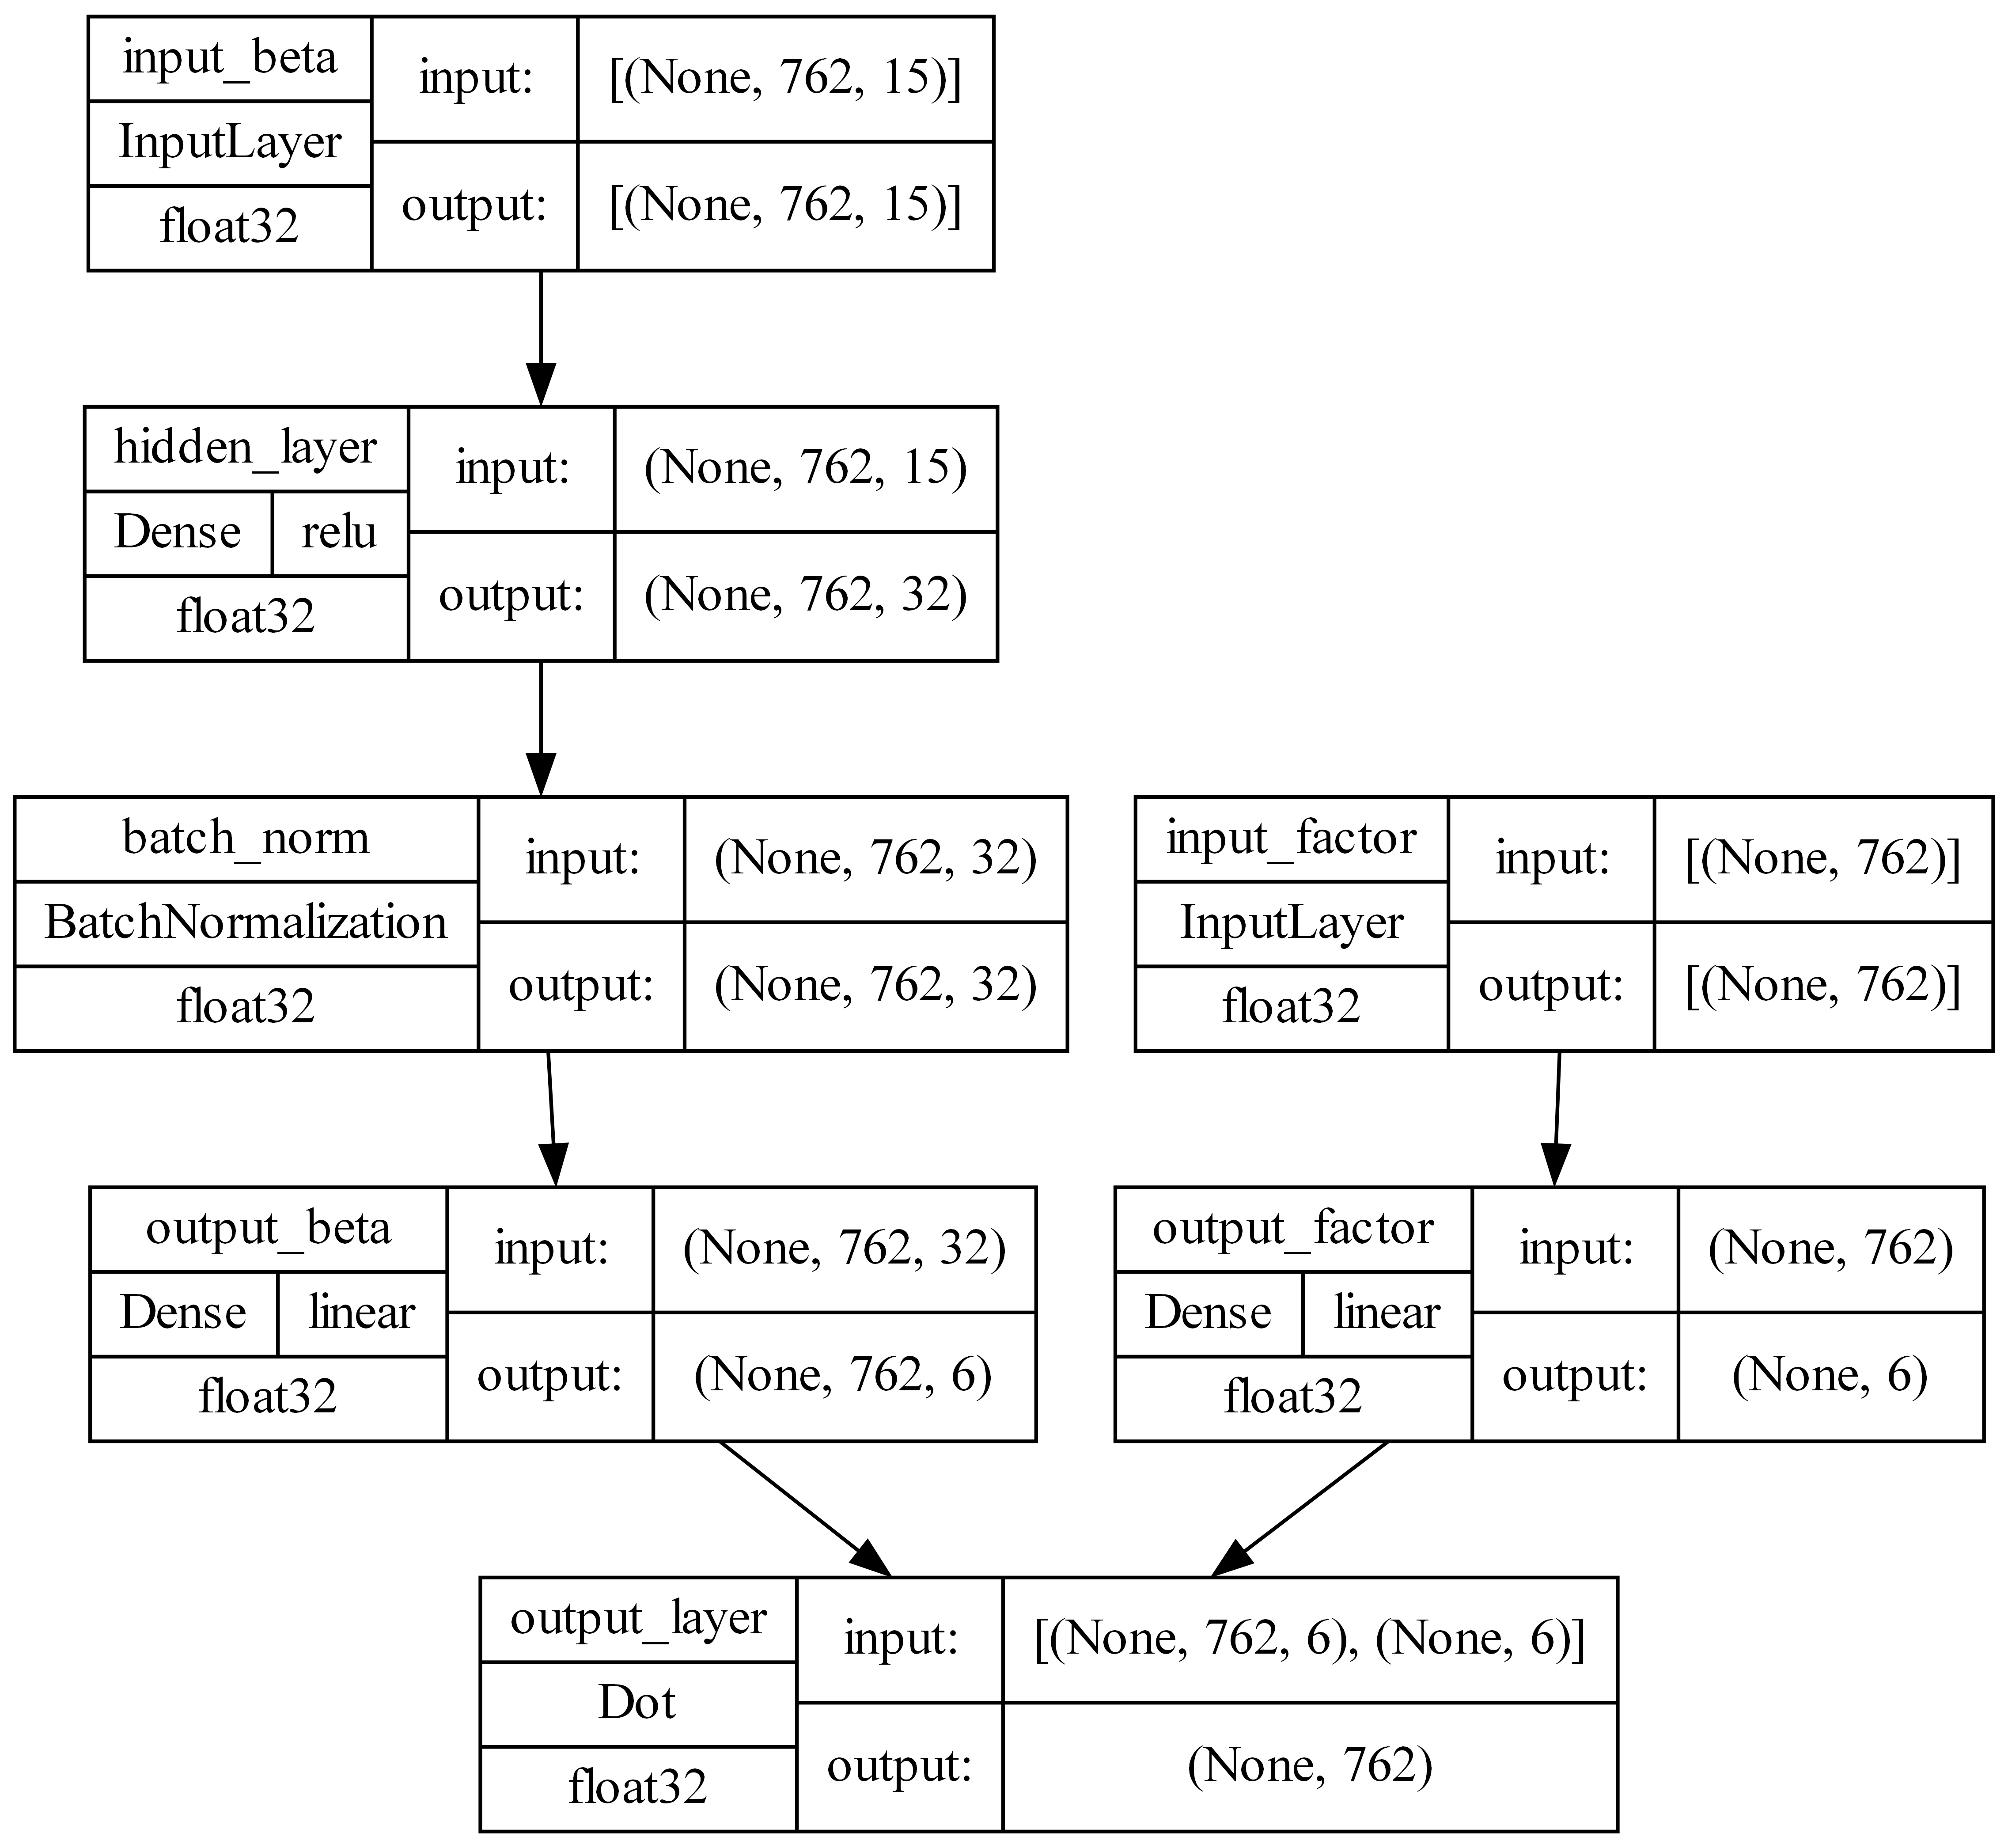 input_beta
InputLayer
float32
input:
[(None, 762, 15)]
output:
[(None, 762, 15)]
hidden_layer
Dense
relu
float32
input:
(None, 762, 15)
output:
(None, 762, 32)
batch_norm
BatchNormalization
float32
input:
(None, 762, 32)
output:
(None, 762, 32)
input_factor
InputLayer
float32
input:
[(None, 762)]
output:
[(None, 762)]
output_beta
Dense
linear
float32
input:
(None, 762, 32)
output:
(None, 762, 6)
output_factor
Dense
linear
float32
input:
(None, 762)
output:
(None, 6)
output_layer
Dot
float32
input:
[(None, 762, 6), (None, 6)]
output:
(None, 762)